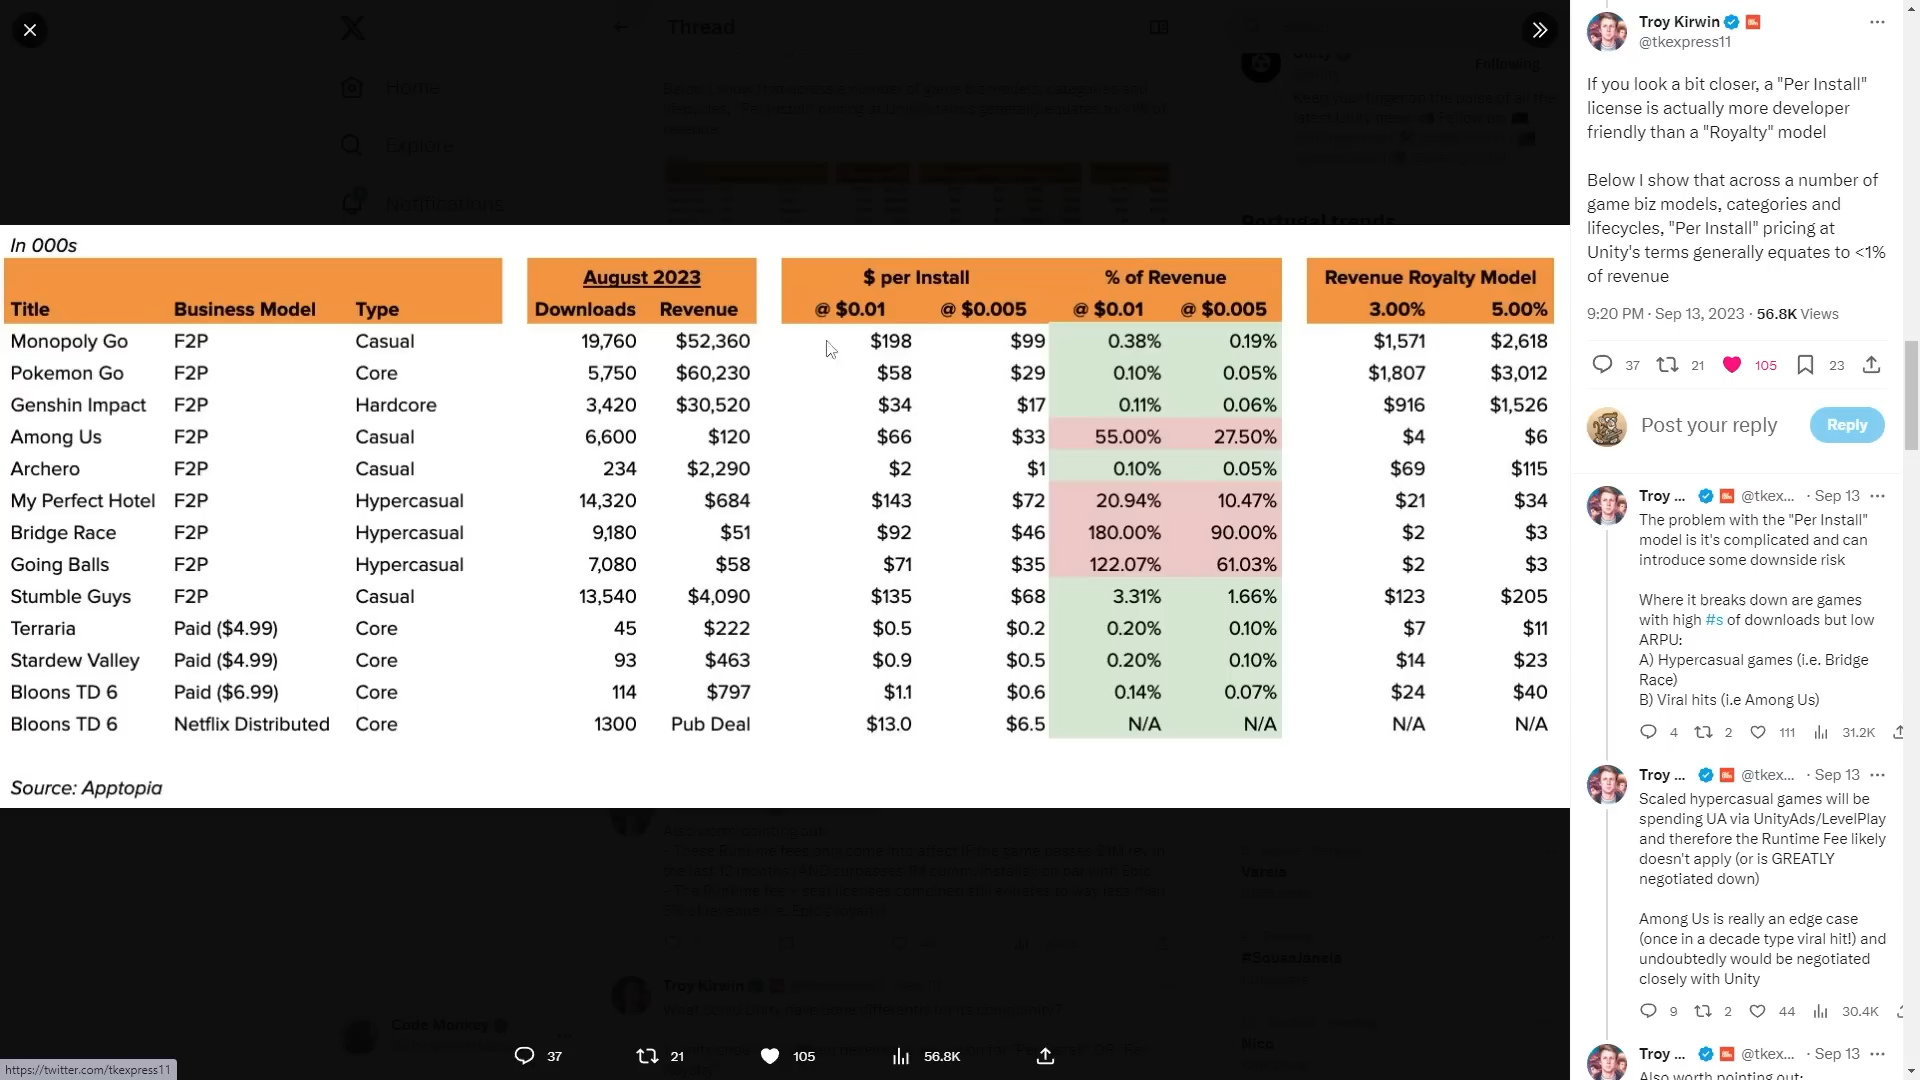 Thread
Home
Explore
Notifications
Following
Portugal trends
In 000s
August 2023 $ per Install % of Revenue Revenue Royalty Model
Title Business Model Type Downloads Revenue @ $0.01 @ $0.005 @ $0.01 @ $0.005 3.00% 5.00%
Monopoly Go F2P Casual 19,760 $52,360 $198 $99 0.38% 0.19% $1,571 $2,618
Pokemon Go F2P Core 5,750 $60,230 $58 $29 0.10% 0.05% $1,807 $3,012
Genshin Impact F2P Hardcore 3,420 $30,520 $34 $17 0.11% 0.06% $916 $1,526
Among Us F2P Casual 6,600 $120 $66 $33 55.00% 27.50% $4 $6
Archero F2P Casual 234 $2,290 $2 $1 0.10% 0.05% $69 $115
My Perfect Hotel F2P Hypercasual 14,320 $684 $143 $72 20.94% 10.47% $21 $34
Bridge Race F2P Hypercasual 9,180 $51 $92 $46 180.00% 90.00% $2 $3
Going Balls F2P Hypercasual 7,080 $58 $71 $35 122.07% 61.03% $2 $3
Stumble Guys F2P Casual 13,540 $4,090 $135 $68 3.31% 1.66% $123 $205
Terraria Paid ($4.99) Core 45 $222 $0.5 $0.2 0.20% 0.10% $7 $11
Stardew Valley Paid ($4.99) Core 93 $463 $0.9 $0.5 0.20% 0.10% $14 $23
Bloons TD 6 Paid ($6.99) Core 114 $797 $1.1 $0.6 0.14% 0.07% $24 $40
Bloons TD 6 Netflix Distributed Core 1300 Pub Deal $13.0 $6.5 N/A N/A N/A N/A
Source: Apptopia
Varela
#SousaJaneia
Troy Kirwin
Code Monkey
Nico
37 21 105 56.8K
https://twitter.com/tkexpress11
Troy Kirwin
@tkexpress11
If you look a bit closer, a "Per Install"
license is actually more developer
friendly than a "Royalty" model
Below I show that across a number of
game biz models, categories and
lifecycles, "Per Install" pricing at
Unity's terms generally equates to <1%
of revenue
9:20 PM · Sep 13, 2023 · 56.8K Views
37 21 105 23
Post your reply
Reply
Troy ... @tkex... · Sep 13
The problem with the "Per Install"
model is it's complicated and can
introduce some downside risk
Where it breaks down are games
with high #s of downloads but low
ARPU:
A) Hypercasual games (i.e. Bridge
Race)
B) Viral hits (i.e Among Us)
4 2 111 31.2K
Troy ... @tkex... · Sep 13
Scaled hypercasual games will be
spending UA via UnityAds/LevelPlay
and therefore the Runtime Fee likely
doesn't apply (or is GREATLY
negotiated down)
Among Us is really an edge case
(once in a decade type viral hit!) and
undoubtedly would be negotiated
closely with Unity
9 2 44 30.4K
Troy ... @tkex... · Sep 13
Also worth pointing out: